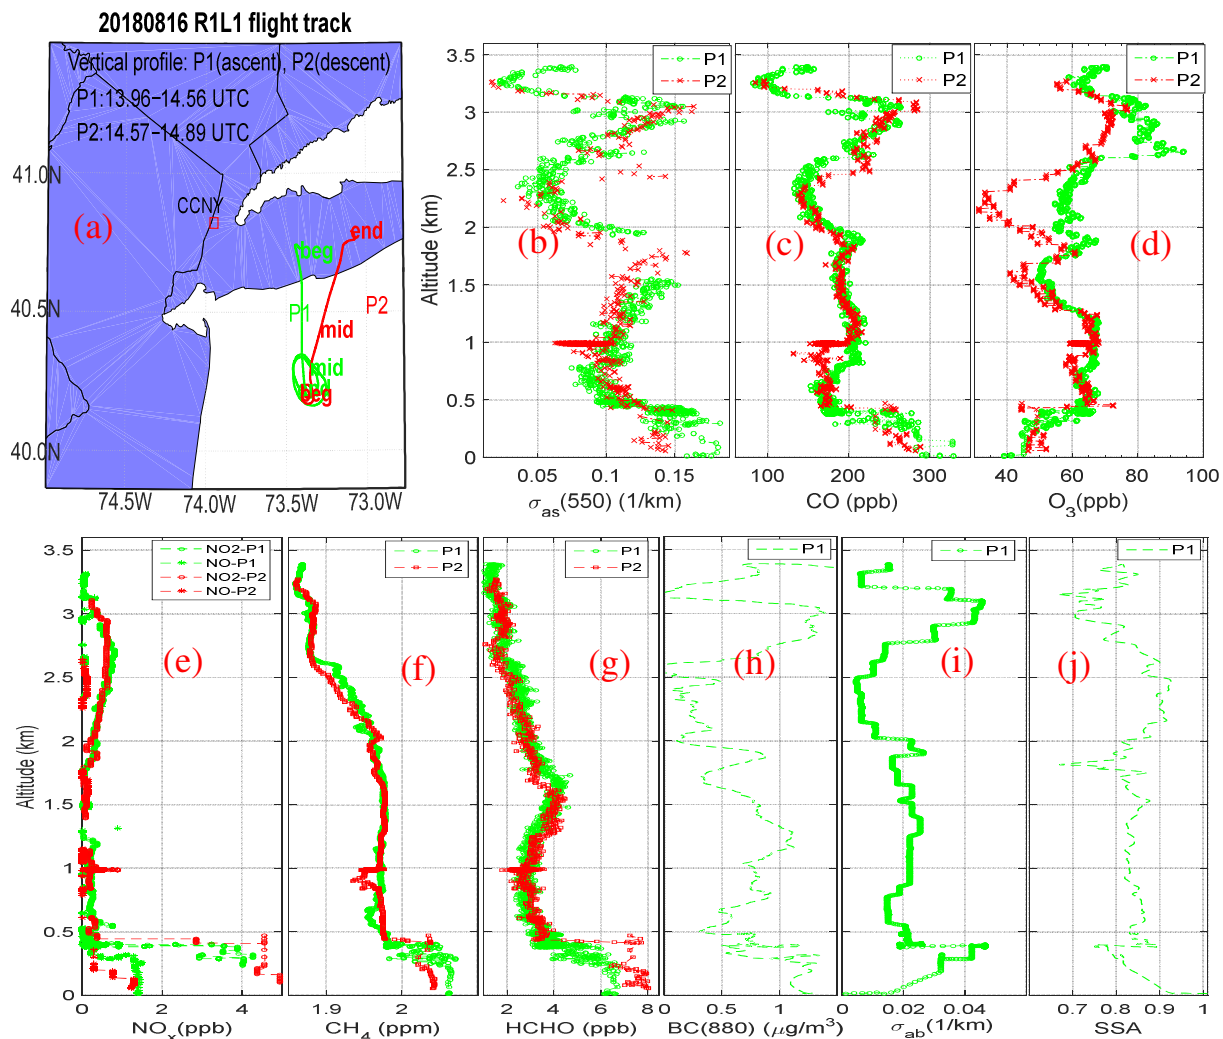 20180816 R1L1 flight track
Vertical profile: P1(ascent), P2(descent)
P1:13.96−14.56 UTC
P2:14.57−14.89 UTC
41.0N
40.5N
40.0N
74.5W
74.0W
73.5W
73.0W
CCNY
(a)
beg
end
P1
P2
mid
mid
beg
Altitude (km)
3.5
3
2.5
2
1.5
1
0.5
0
P1
P2
(b)
0.05
0.1
0.15
σas(550) (1/km)
P1
P2
(c)
100
200
300
CO (ppb)
P1
P2
(d)
40
60
80
100
O3(ppb)
Altitude (km)
3.5
3
2.5
2
1.5
1
0.5
0
NO2−P1
NO−P1
NO2−P2
NO−P2
(e)
0
2
4
NOx(ppb)
P1
P2
(f)
1.9
2
CH4 (ppm)
P1
P2
(g)
2
4
6
8
HCHO (ppb)
P1
(h)
0
0.5
1
BC(880) (μg/m3)
P1
(i)
0
0.02
0.04
σab(1/km)
P1
(j)
0.7
0.8
0.9
1
SSA